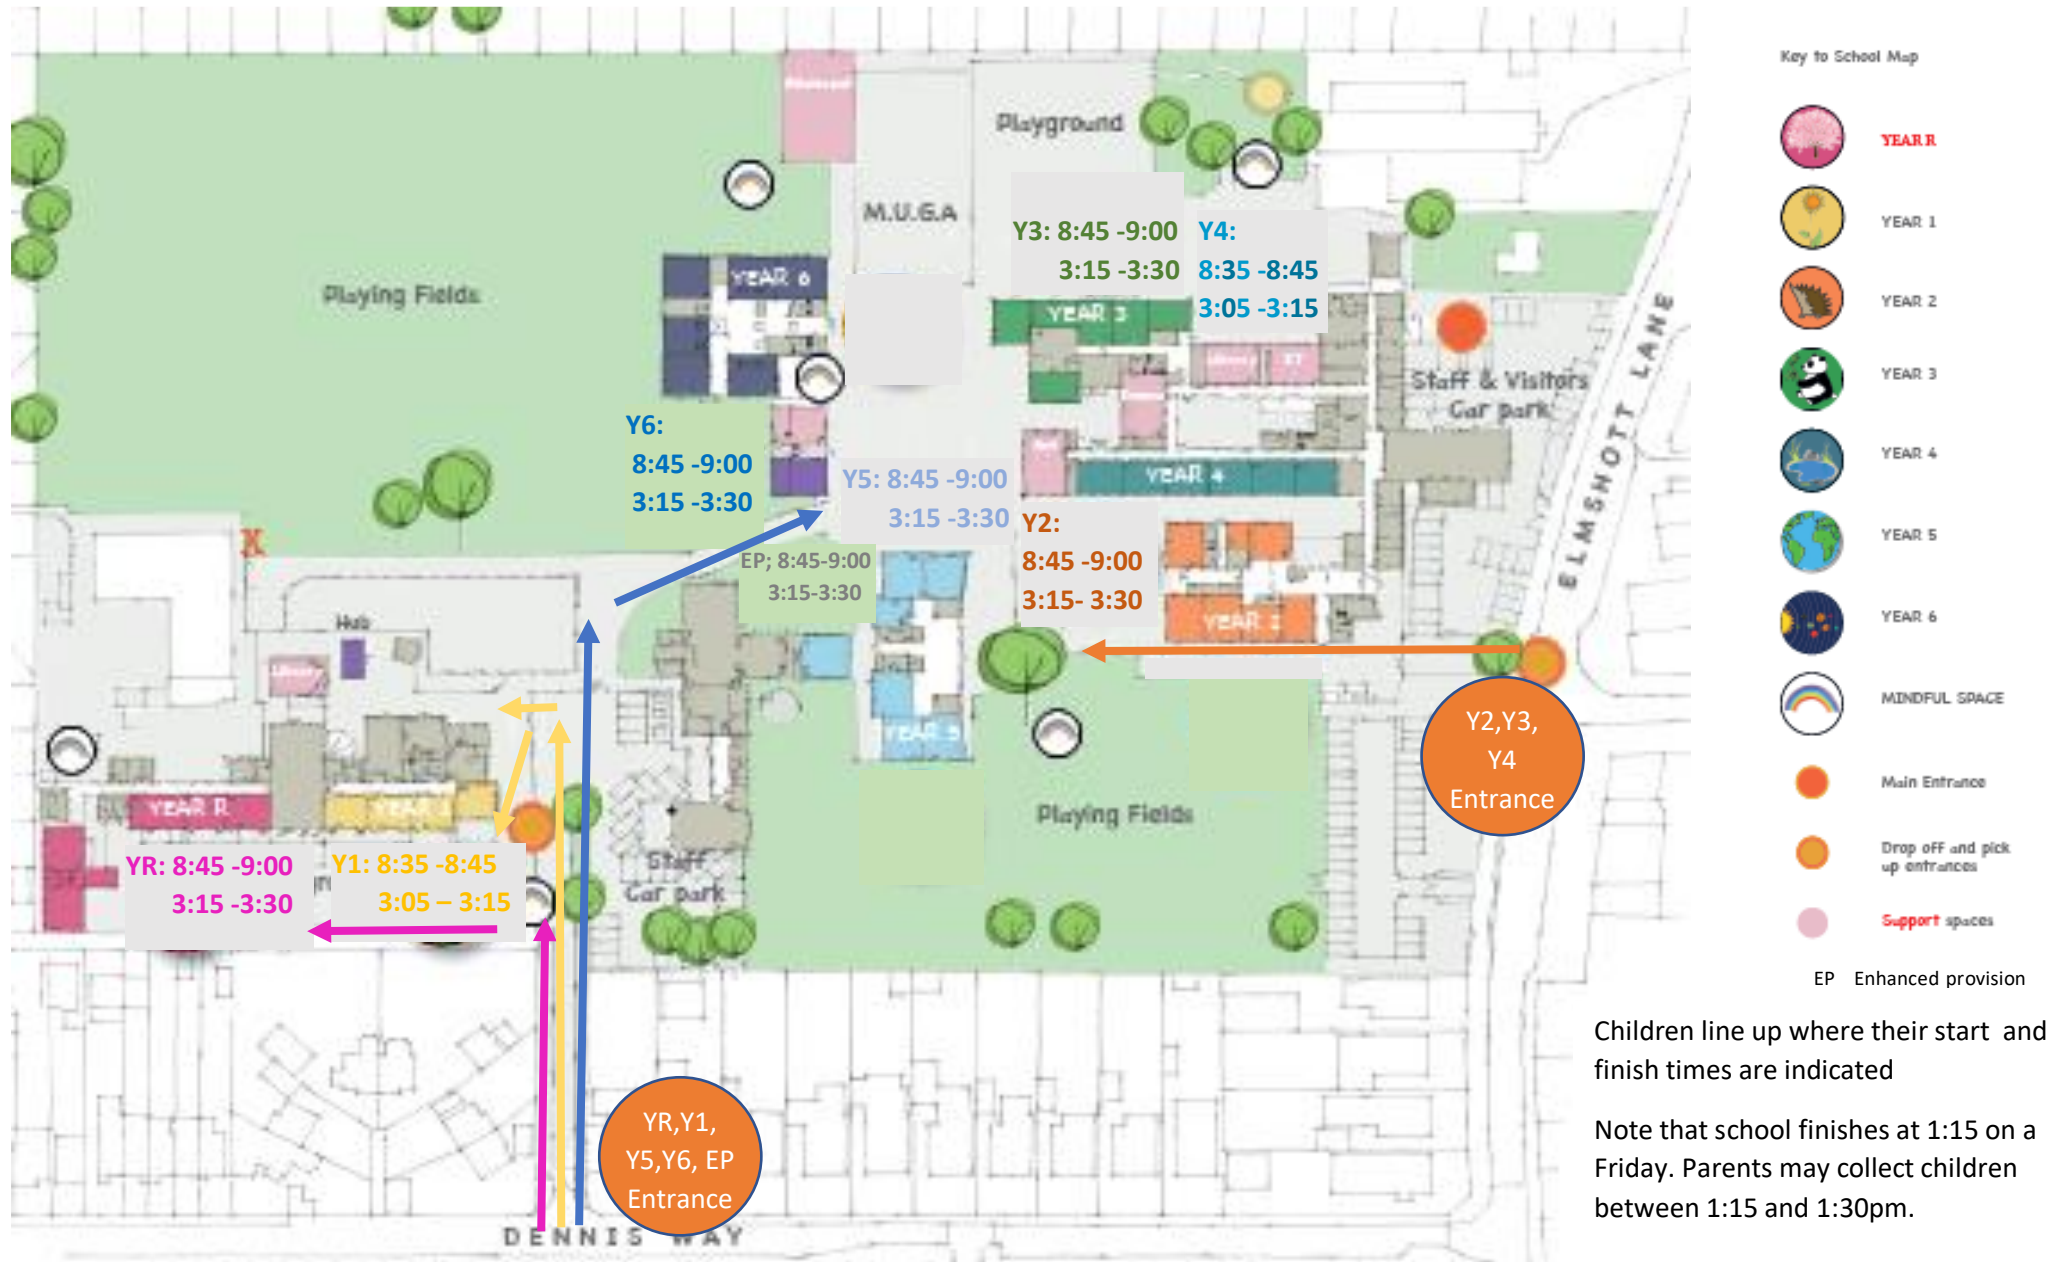 Key to School Map
YEAR R
YEAR 1
YEAR 2
YEAR 3
YEAR 4
YEAR 5
YEAR 6
MINDFUL SPACE
Main Entrance
Drop off and pick
up entrances
Support spaces
EP Enhanced provision
Children line up where their start and
finish times are indicated
Note that school finishes at 1:15 on a
Friday. Parents may collect children
between 1:15 and 1:30pm.
Playground
M.U.G.A
Playing Fields
YEAR 6
Y3: 8:45 -9:00
3:15 -3:30
Y4:
8:35 -8:45
3:05 -3:15
YEAR 3
Library
Staff & Visitors
Car park
ELMSHOTT LANE
Y6:
8:45 -9:00
3:15 -3:30
Y5: 8:45 -9:00
3:15 -3:30
YEAR 4
Y2:
8:45 -9:00
3:15- 3:30
EP; 8:45-9:00
3:15-3:30
X
Hub
Library
YEAR 2
YEAR 5
Y2,Y3,
Y4
Entrance
Playing Fields
YEAR R
YEAR 1
Staff
Car park
YR: 8:45 -9:00
3:15 -3:30
Y1: 8:35 -8:45
3:05 – 3:15
YR,Y1,
Y5,Y6, EP
Entrance
DENNIS WAY